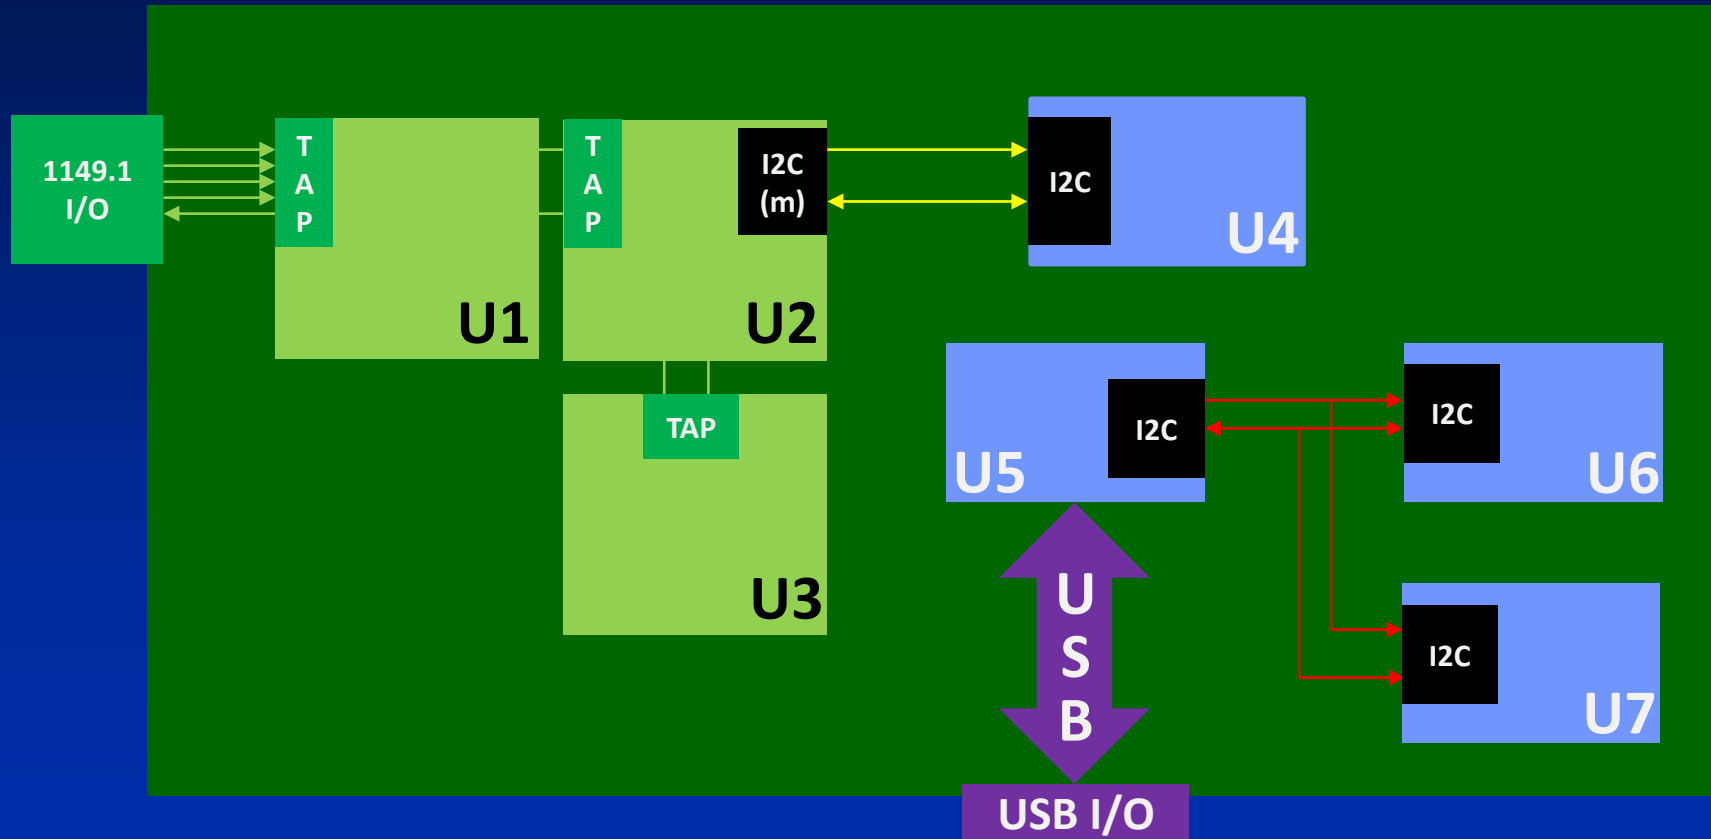 1149.1
I/O
T
A
P
U1
T
A
P
I2C
(m)
U2
I2C
U4
TAP
U3
I2C
U5
I2C
U6
I2C
U7
U
S
B
USB I/O